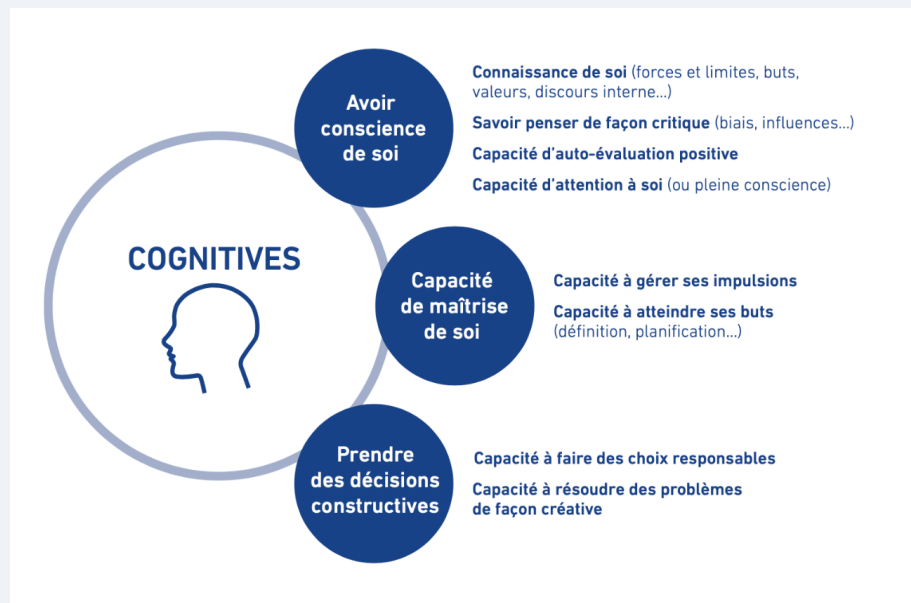 COGNITIVES
Avoir
conscience
de soi
Connaissance de soi (forces et limites, buts,
valeurs, discours interne...)
Savoir penser de façon critique (biais, influences...)
Capacité d'auto-évaluation positive
Capacité d'attention à soi (ou pleine conscience)
Capacité
de maîtrise
de soi
Capacité à gérer ses impulsions
Capacité à atteindre ses buts
(définition, planification...)
Prendre
des décisions
constructives
Capacité à faire des choix responsables
Capacité à résoudre des problèmes
de façon créative